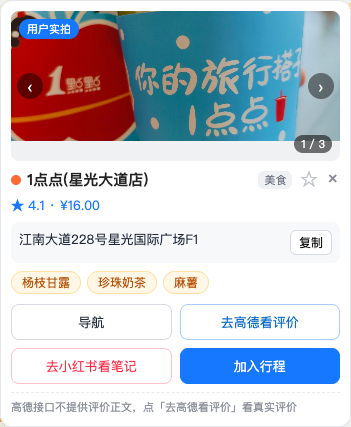 用户实拍
1點點
你的旅行搭子
1点点
‹
›
1 / 3
1点点(星光大道店)
美食
☆
×
★ 4.1 · ¥16.00
江南大道228号星光国际广场F1
复制
杨枝甘露
珍珠奶茶
麻薯
导航
去高德看评价
去小红书看笔记
加入行程
高德接口不提供评价正文，点「去高德看评价」看真实评价